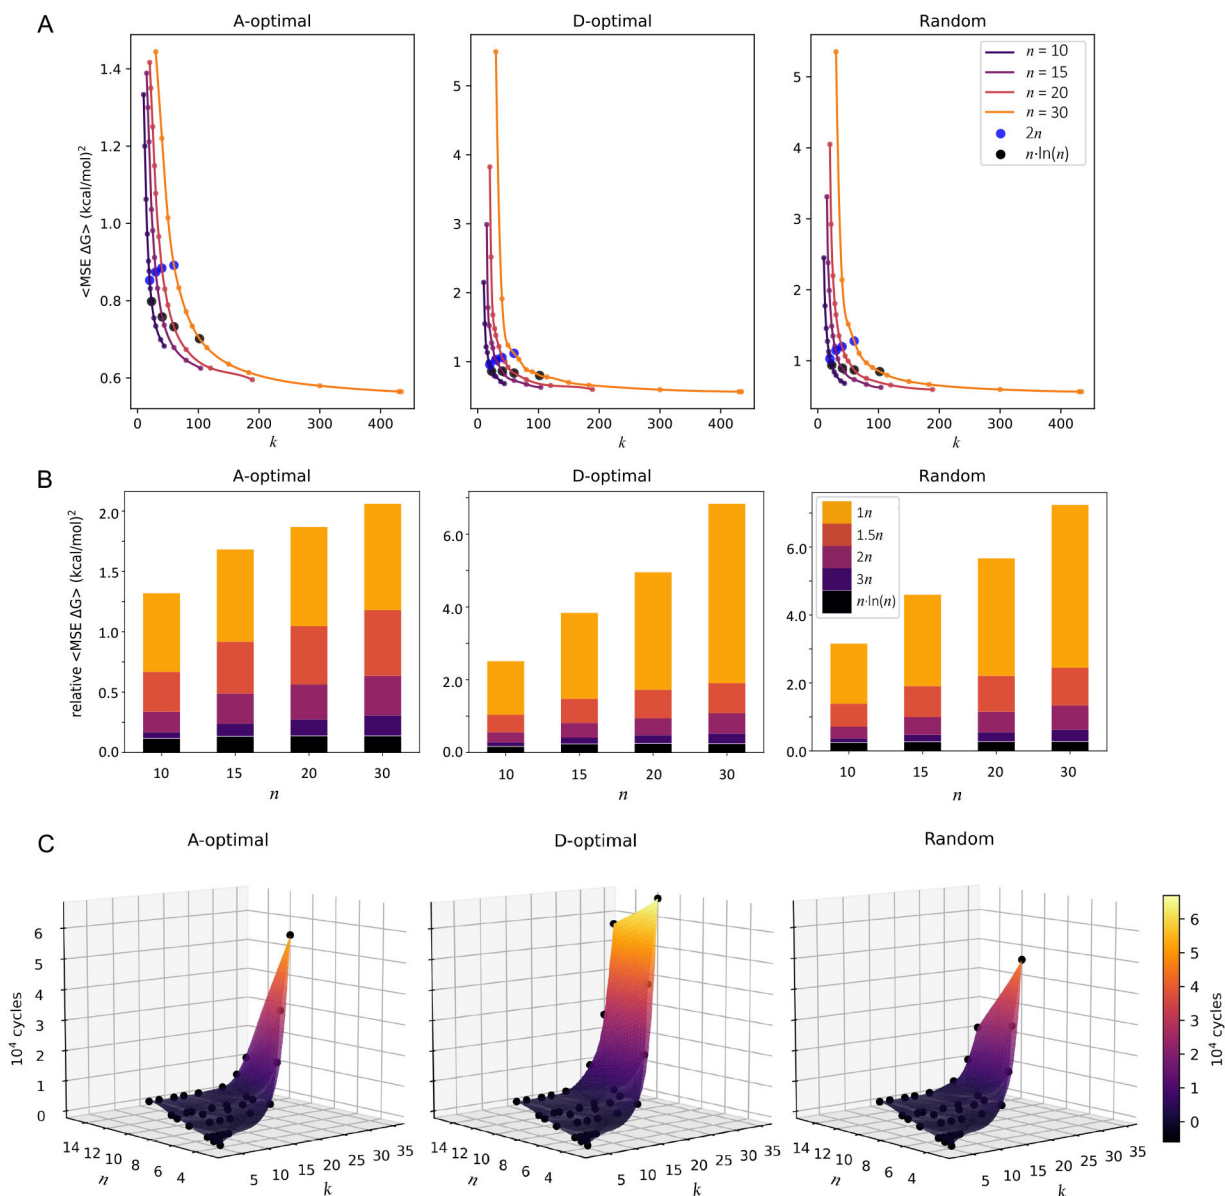 A
A-optimal
D-optimal
Random
<MSE ΔG> (kcal/mol)²
1.4
1.2
1.0
0.8
0.6
0 100 200 300 400
k
5
4
3
2
1
0 100 200 300 400
k
5
4
3
2
1
0 100 200 300 400
k
n = 10
n = 15
n = 20
n = 30
2n
n·ln(n)
B
A-optimal
D-optimal
Random
relative <MSE ΔG> (kcal/mol)²
2.0
1.5
1.0
0.5
0.0
10 15 20 30
n
6.0
4.0
2.0
0.0
10 15 20 30
n
6.0
4.0
2.0
0.0
10 15 20 30
n
1n
1.5n
2n
3n
n·ln(n)
C
A-optimal
D-optimal
Random
10⁴ cycles
6
5
4
3
2
1
0
14 12 10 8 6 4
n
5 10 15 20 25 30 35
k
14 12 10 8 6 4
n
5 10 15 20 25 30 35
k
14 12 10 8 6 4
n
5 10 15 20 25 30 35
k
6
5
4
3
2
1
0
10⁴ cycles